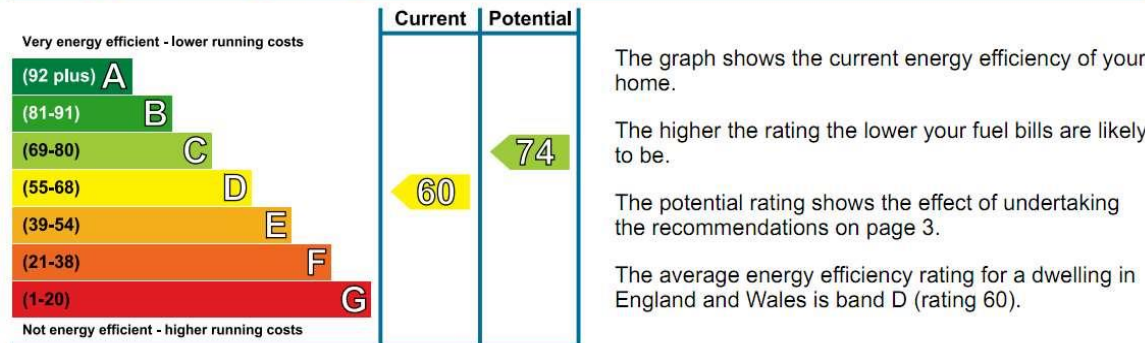 Current Potential
Very energy efficient - lower running costs
(92 plus) A
(81-91) B
(69-80) C
(55-68) D
(39-54) E
(21-38) F
(1-20) G
Not energy efficient - higher running costs
60
74
The graph shows the current energy efficiency of your
home.
The higher the rating the lower your fuel bills are likely
to be.
The potential rating shows the effect of undertaking
the recommendations on page 3.
The average energy efficiency rating for a dwelling in
England and Wales is band D (rating 60).